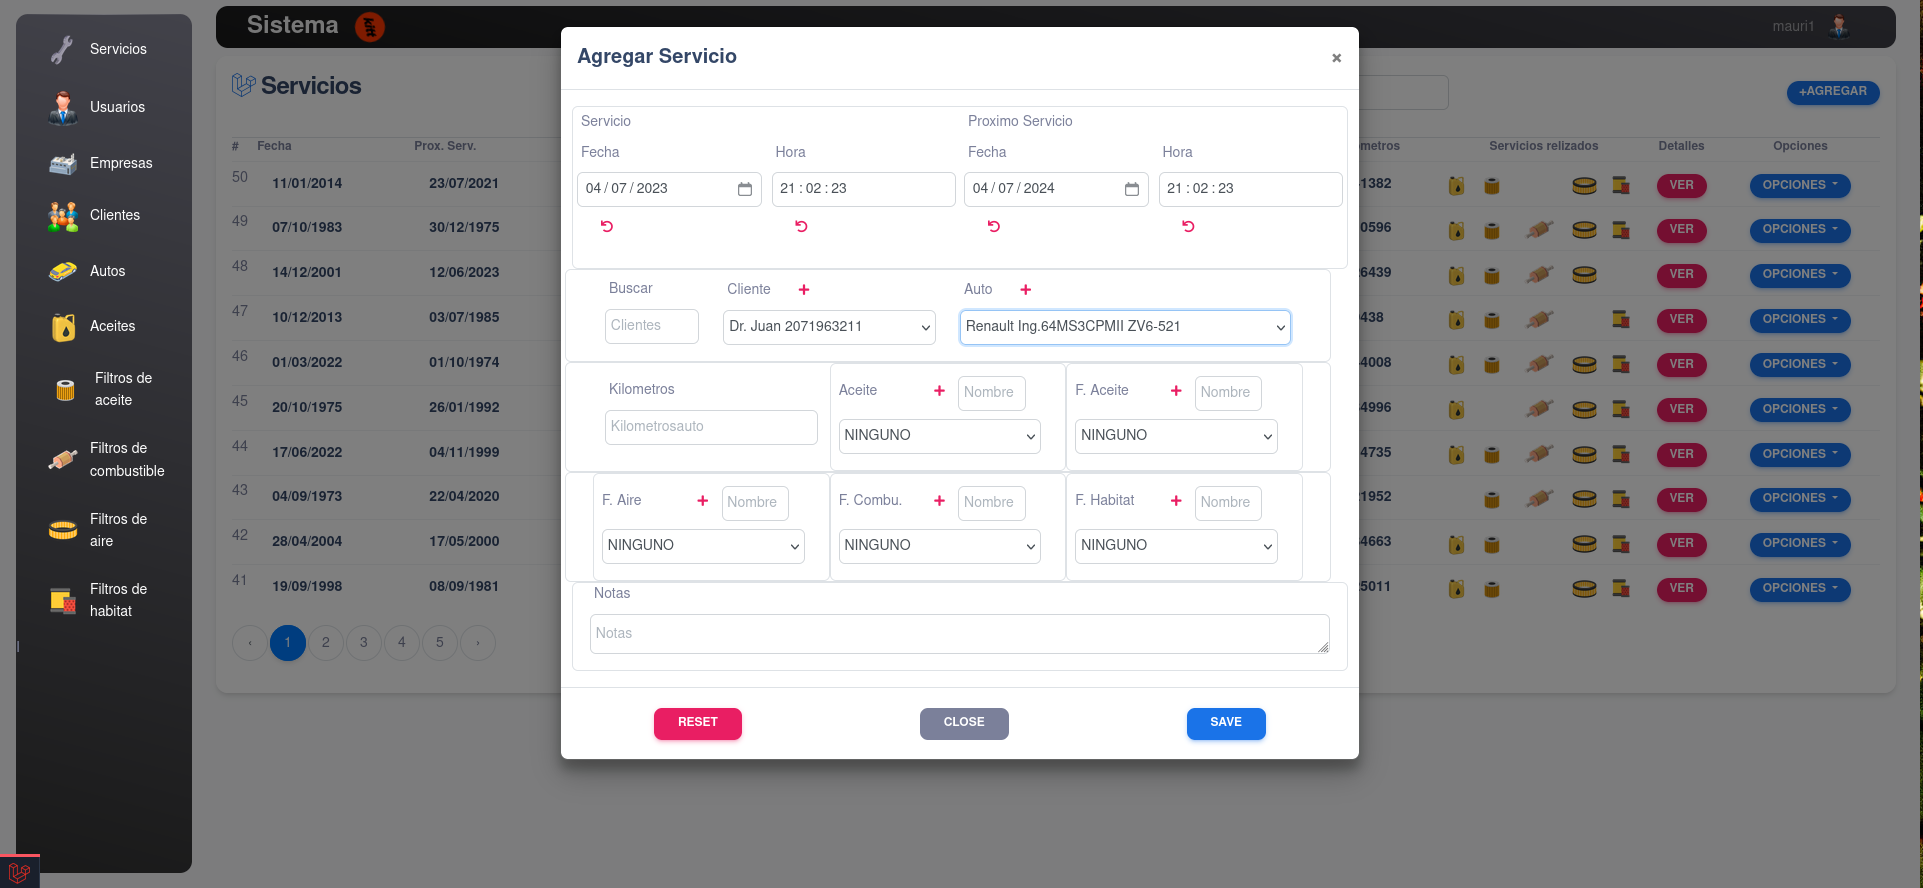 Servicios
Usuarios
Empresas
Clientes
Autos
Aceites
Filtros de
aceite
Filtros de
combustible
Filtros de
aire
Filtros de
habitat
Sistema
mauri1
Servicios
+AGREGAR
# Fecha Prox. Serv. ometros Servicios relizados Detalles Opciones
50 11/01/2014 23/07/2021 1382 VER OPCIONES
49 07/10/1983 30/12/1975 0596 VER OPCIONES
48 14/12/2001 12/06/2023 6439 VER OPCIONES
47 10/12/2013 03/07/1985 438 VER OPCIONES
46 01/03/2022 01/10/1974 4008 VER OPCIONES
45 20/10/1975 26/01/1992 4996 VER OPCIONES
44 17/06/2022 04/11/1999 4735 VER OPCIONES
43 04/09/1973 22/04/2020 1952 VER OPCIONES
42 28/04/2004 17/05/2000 4663 VER OPCIONES
41 19/09/1998 08/09/1981 5011 VER OPCIONES
‹ 1 2 3 4 5 ›
Agregar Servicio ×
Servicio Proximo Servicio
Fecha Hora Fecha Hora
04/07/2023 21:02:23 04/07/2024 21:02:23
Buscar Cliente + Auto +
Clientes Dr. Juan 2071963211 Renault Ing.64MS3CPMII ZV6-521
Kilometros Aceite + Nombre F. Aceite + Nombre
Kilometrosauto NINGUNO NINGUNO
F. Aire + Nombre F. Combu. + Nombre F. Habitat + Nombre
NINGUNO NINGUNO NINGUNO
Notas
Notas
RESET CLOSE SAVE